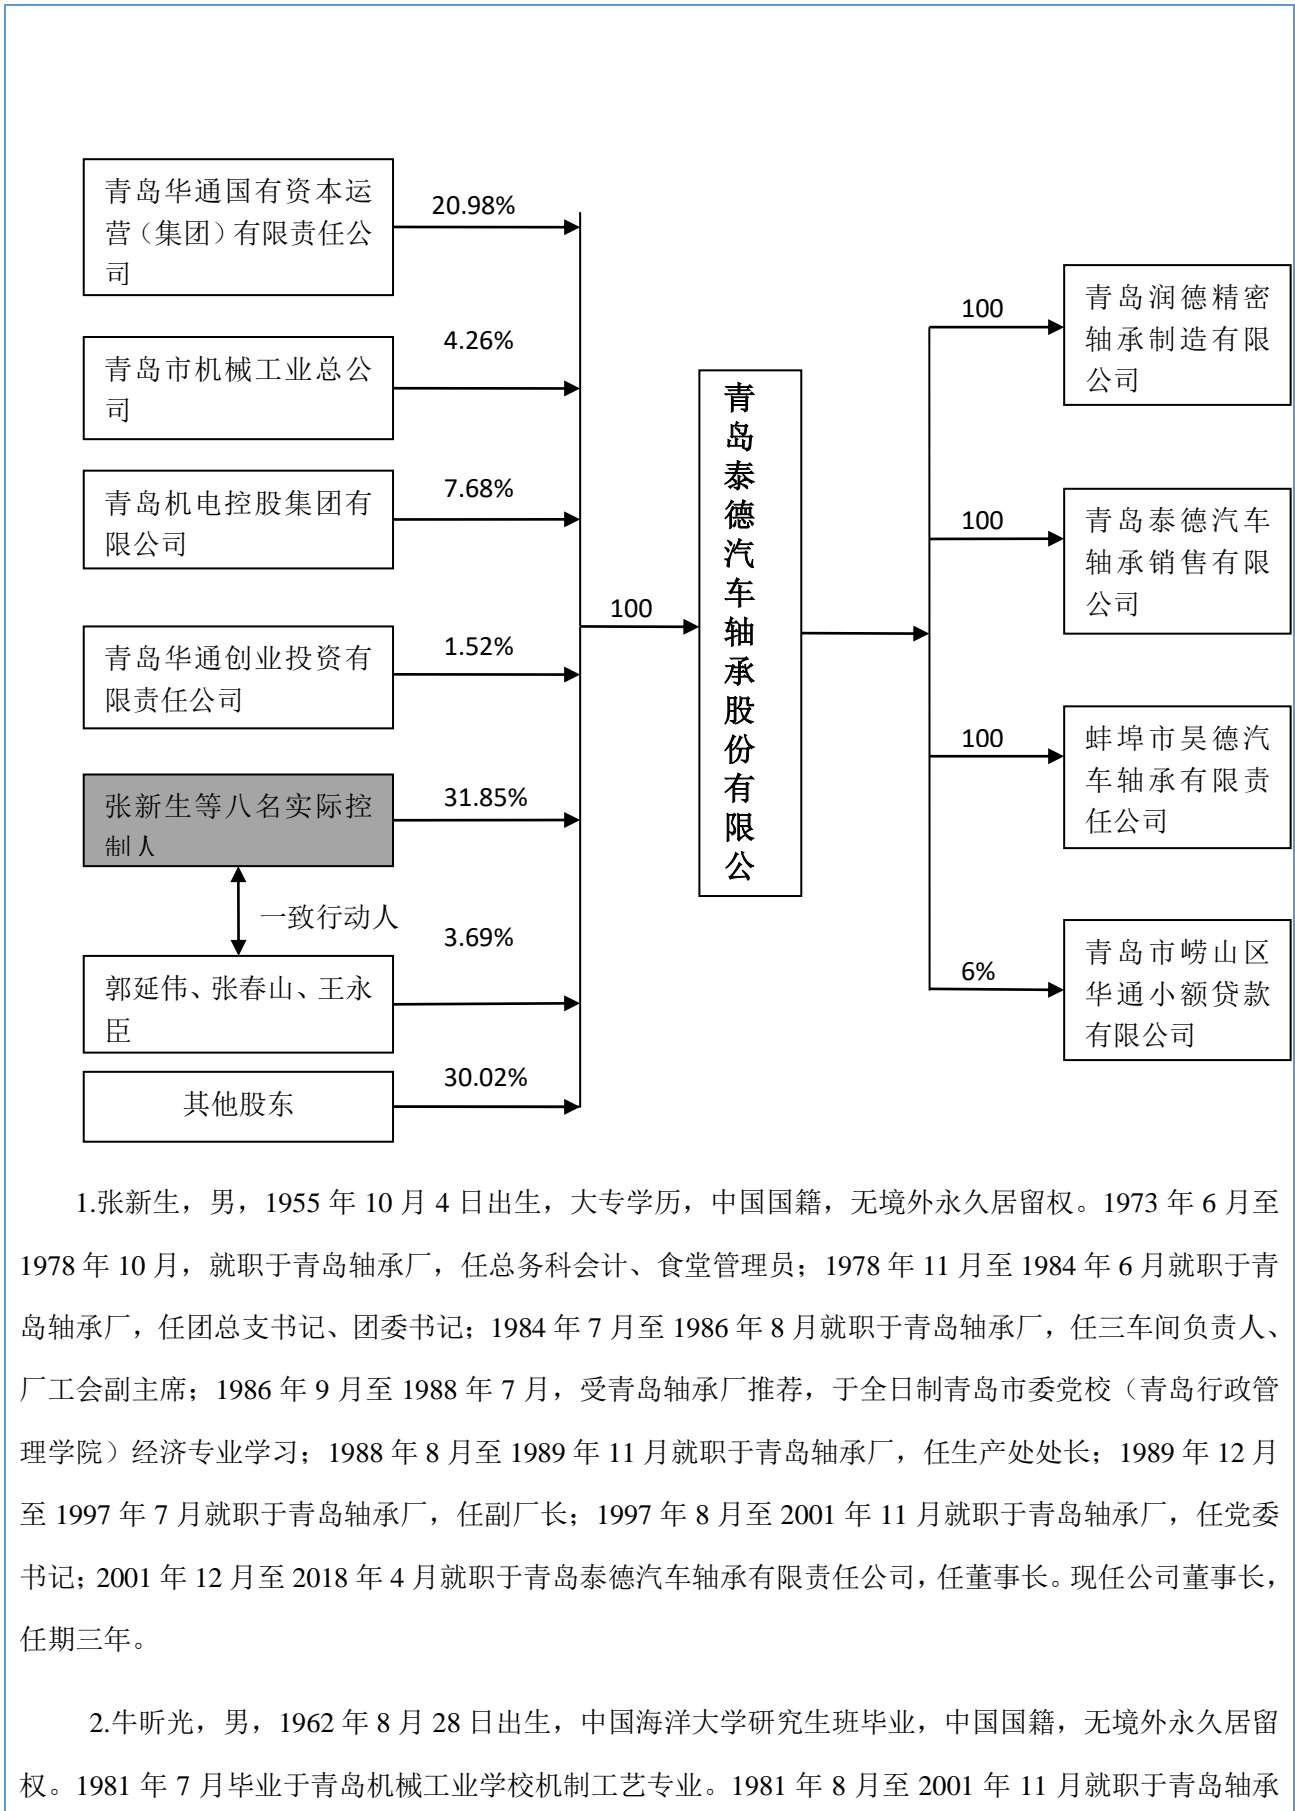 青岛华通国有资本运
营（集团）有限责任公
司
20.98%
青岛市机械工业总公
司
4.26%
青岛机电控股集团有
限公司
7.68%
青岛华通创业投资有
限责任公司
1.52%
张新生等八名实际控
制人
31.85%
一致行动人
郭延伟、张春山、王永
臣
3.69%
其他股东
30.02%
100
青
岛
泰
德
汽
车
轴
承
股
份
有
限
公
100
青岛润德精密
轴承制造有限
公司
100
青岛泰德汽车
轴承销售有限
公司
100
蚌埠市昊德汽
车轴承有限责
任公司
6%
青岛市崂山区
华通小额贷款
有限公司
1.张新生，男，1955 年 10 月 4 日出生，大专学历，中国国籍，无境外永久居留权。1973 年 6 月至
1978 年 10 月，就职于青岛轴承厂，任总务科会计、食堂管理员；1978 年 11 月至 1984 年 6 月就职于青
岛轴承厂，任团总支书记、团委书记；1984 年 7 月至 1986 年 8 月就职于青岛轴承厂，任三车间负责人、
厂工会副主席；1986 年 9 月至 1988 年 7 月，受青岛轴承厂推荐，于全日制青岛市委党校（青岛行政管
理学院）经济专业学习；1988 年 8 月至 1989 年 11 月就职于青岛轴承厂，任生产处处长；1989 年 12 月
至 1997 年 7 月就职于青岛轴承厂，任副厂长；1997 年 8 月至 2001 年 11 月就职于青岛轴承厂，任党委
书记；2001 年 12 月至 2018 年 4 月就职于青岛泰德汽车轴承有限责任公司，任董事长。现任公司董事长，
任期三年。
2.牛昕光，男，1962 年 8 月 28 日出生，中国海洋大学研究生班毕业，中国国籍，无境外永久居留
权。1981 年 7 月毕业于青岛机械工业学校机制工艺专业。1981 年 8 月至 2001 年 11 月就职于青岛轴承